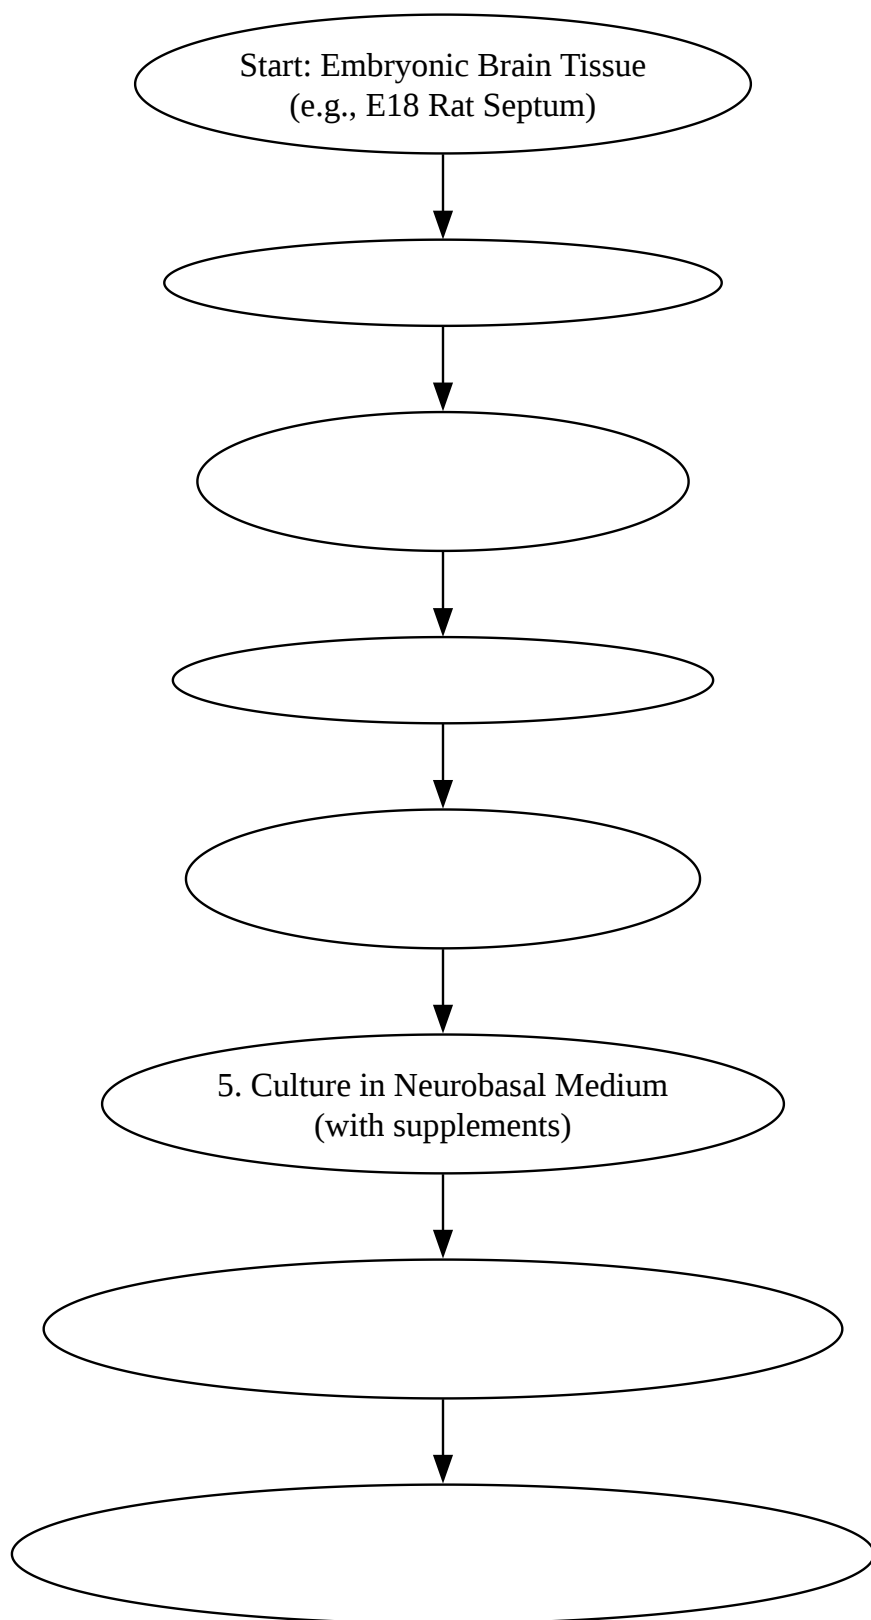 Start: Embryonic Brain Tissue
(e.g., E18 Rat Septum)
5. Culture in Neurobasal Medium
(with supplements)